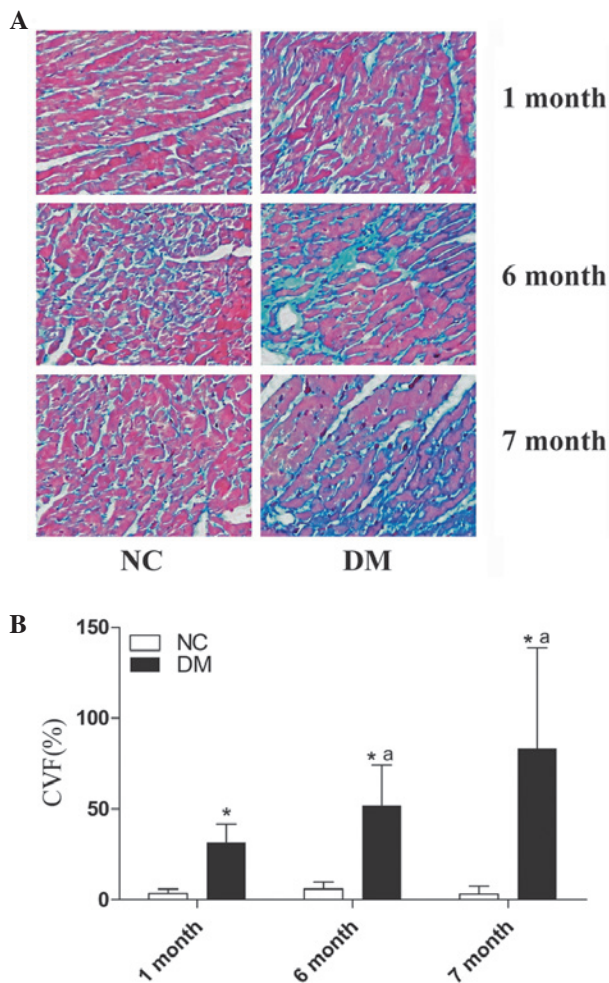 A
1 month
6 month
7 month
NC DM
B
150
100
50
0
CVF(%)
NC
DM
*
* a
* a
1 month
6 month
7 month